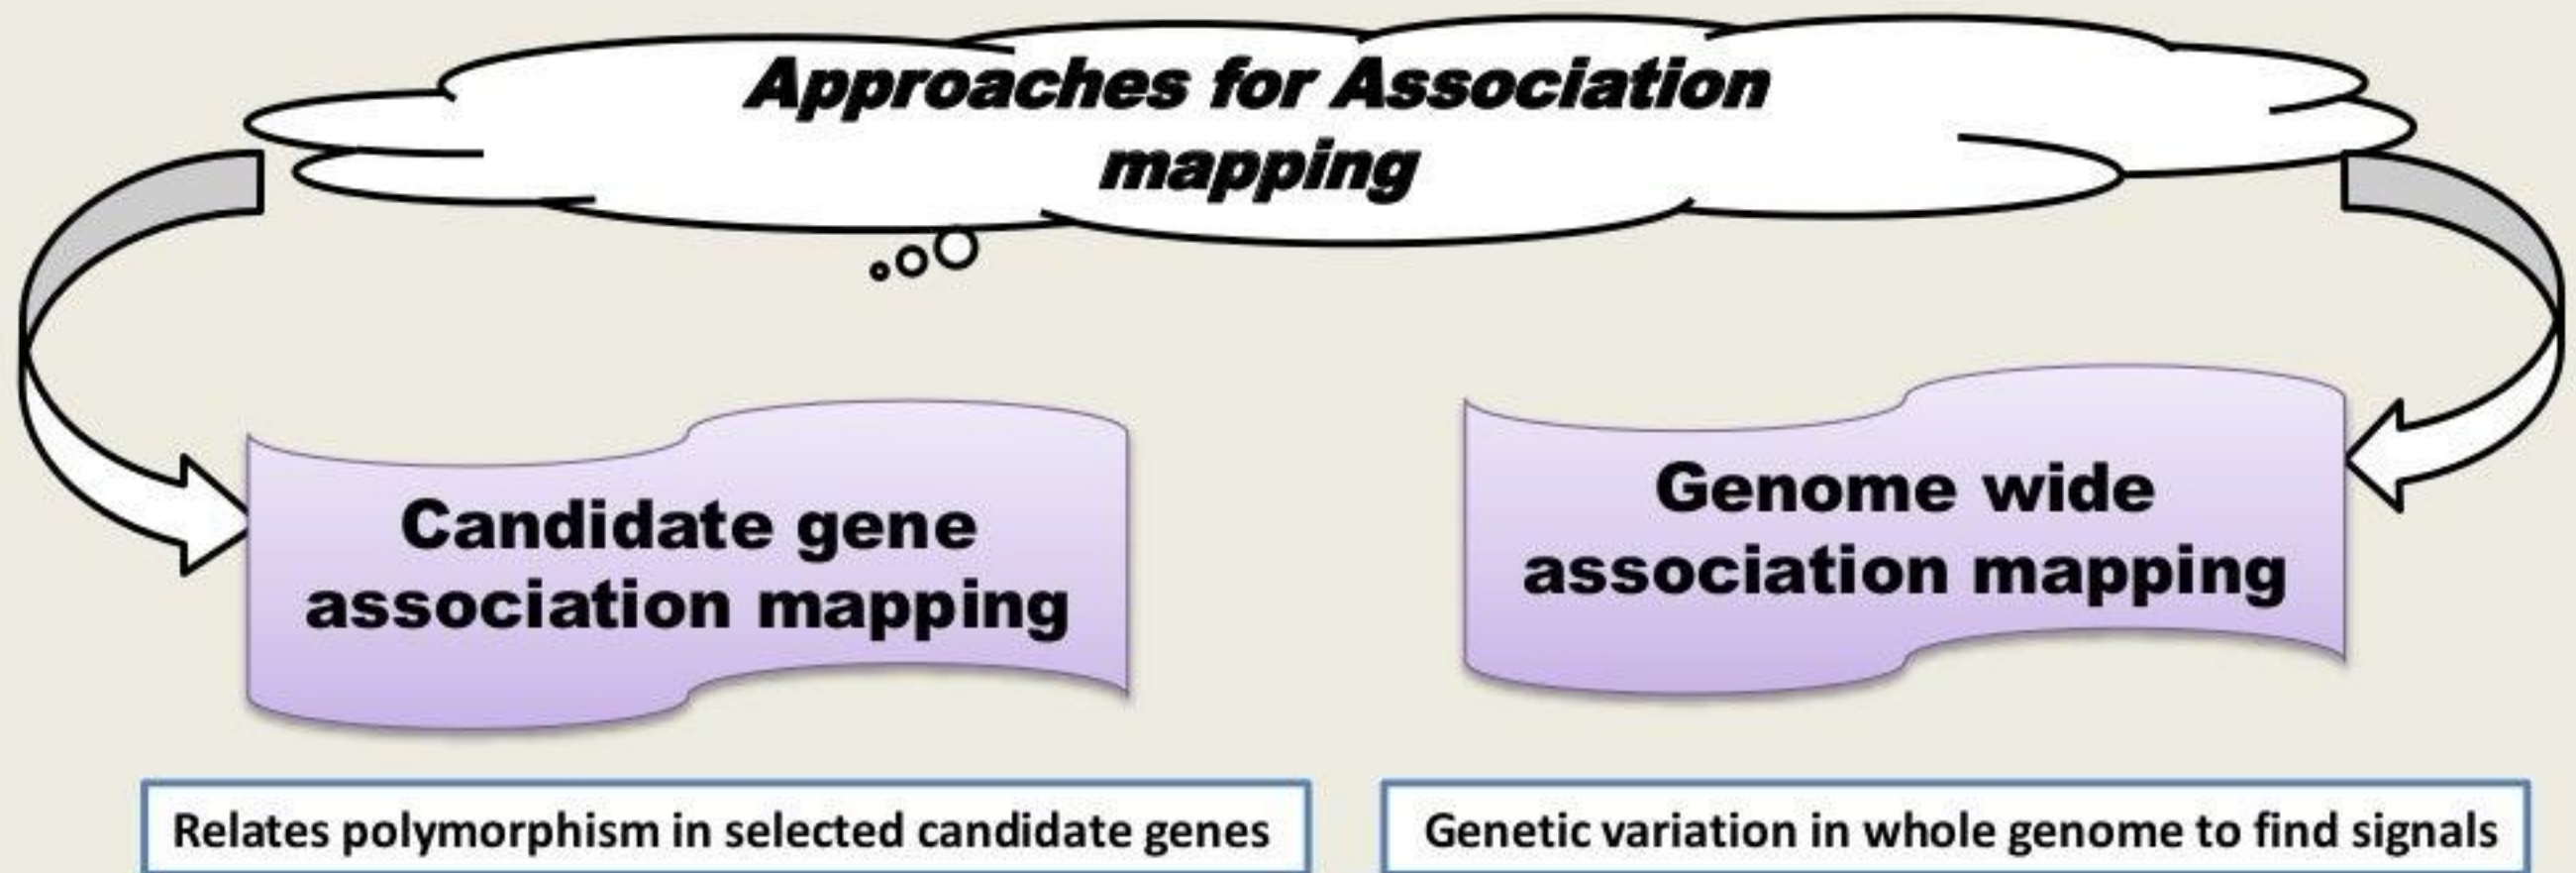 Approaches for Association
mapping
Candidate gene
association mapping
Genome wide
association mapping
Relates polymorphism in selected candidate genes
Genetic variation in whole genome to find signals